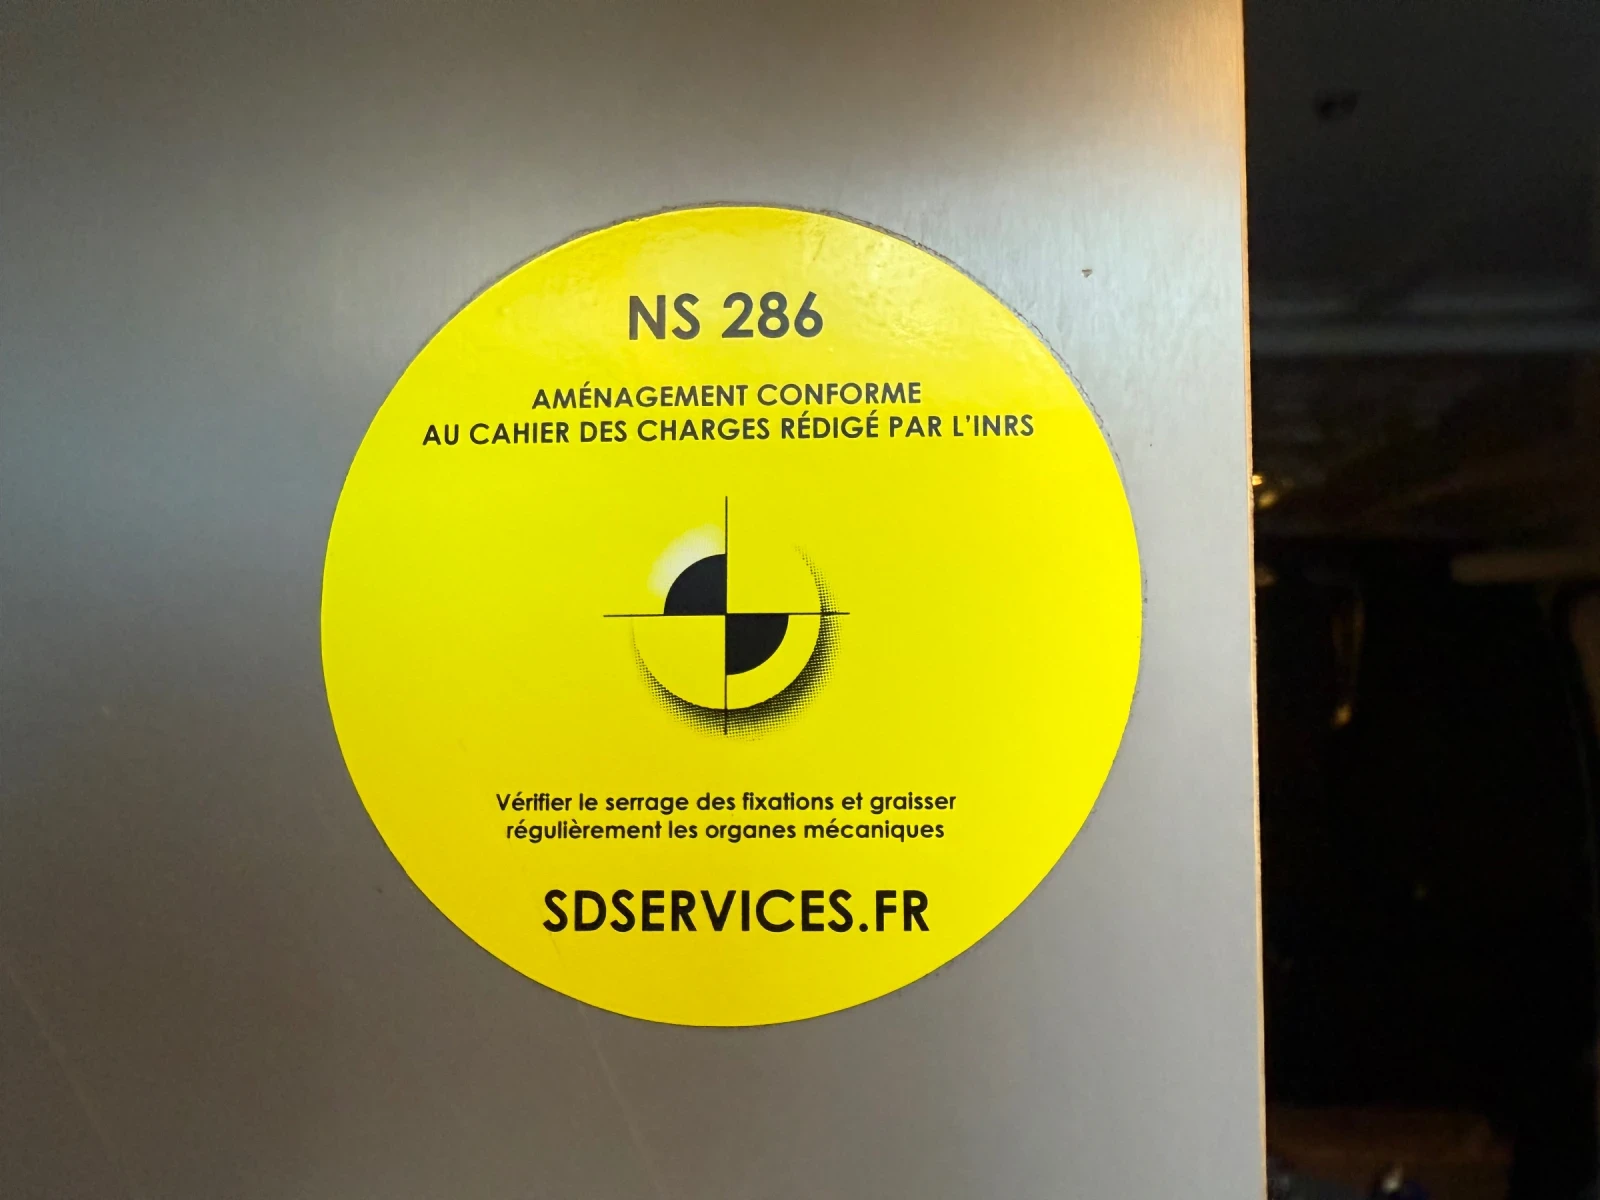 NS 286
AMÉNAGEMENT CONFORME
AU CAHIER DES CHARGES RÉDIGÉ PAR L'INRS
Vérifier le serrage des fixations et graisser
régulièrement les organes mécaniques
SDSERVICES.FR